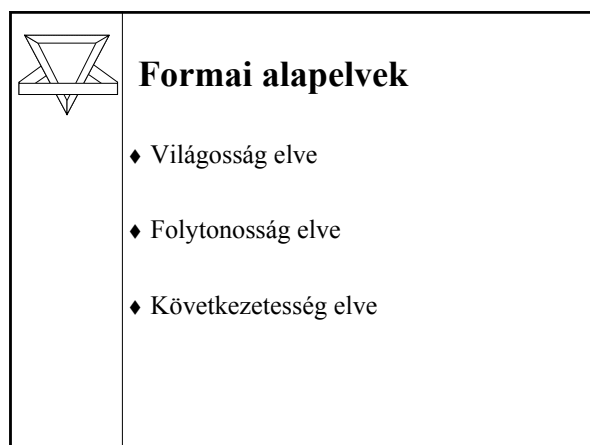 Formai alapelvek
♦ Világosság elve
♦ Folytonosság elve
♦ Következetesség elve